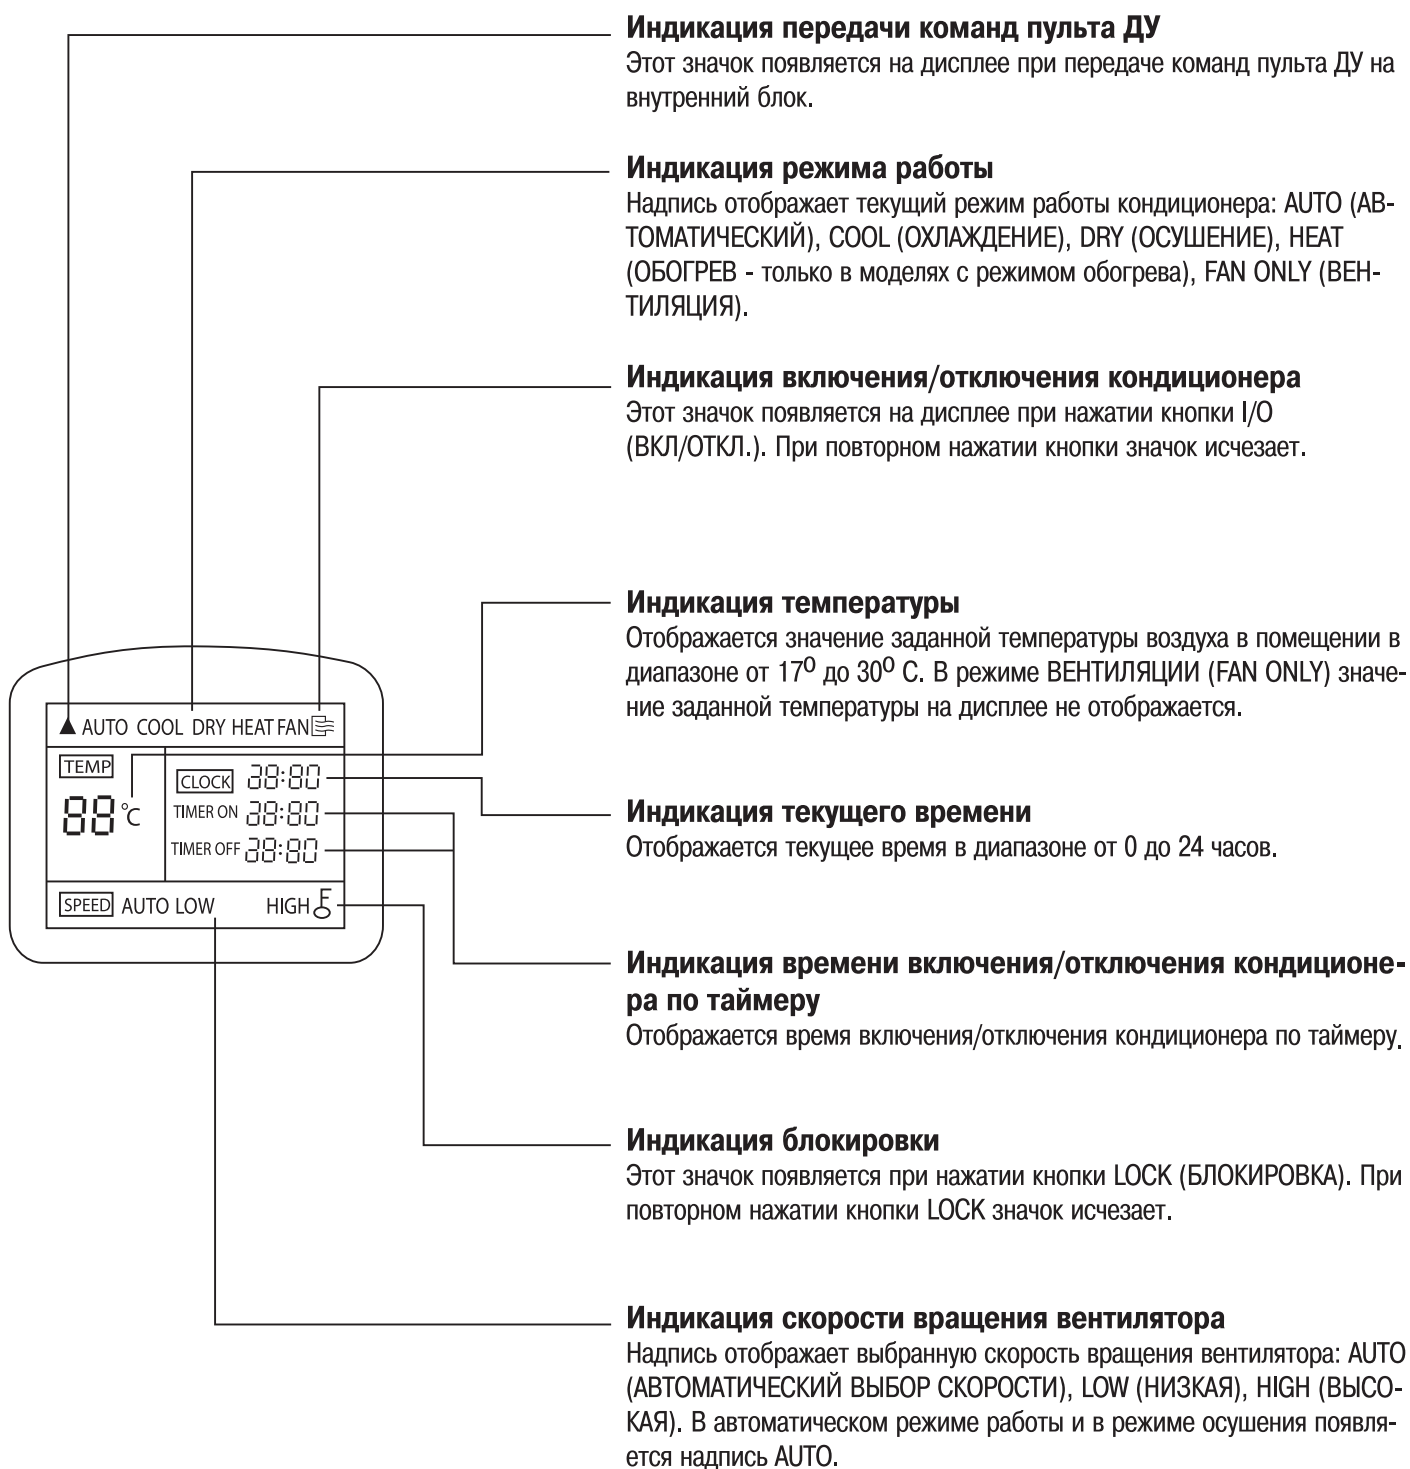 Индикация передачи команд пульта ДУ
Этот значок появляется на дисплее при передаче команд пульта ДУ на
внутренний блок.
Индикация режима работы
Надпись отображает текущий режим работы кондиционера: AUTO (АВ-
ТОМАТИЧЕСКИЙ), COOL (ОХЛАЖДЕНИЕ), DRY (ОСУШЕНИЕ), HEAT
(ОБОГРЕВ - только в моделях с режимом обогрева), FAN ONLY (ВЕН-
ТИЛЯЦИЯ).
Индикация включения/отключения кондиционера
Этот значок появляется на дисплее при нажатии кнопки I/O
(ВКЛ/ОТКЛ.). При повторном нажатии кнопки значок исчезает.
Индикация температуры
Отображается значение заданной температуры воздуха в помещении в
диапазоне от 17⁰ до 30⁰ С. В режиме ВЕНТИЛЯЦИИ (FAN ONLY) значе-
ние заданной температуры на дисплее не отображается.
Индикация текущего времени
Отображается текущее время в диапазоне от 0 до 24 часов.
Индикация времени включения/отключения кондиционе-
ра по таймеру
Отображается время включения/отключения кондиционера по таймеру.
Индикация блокировки
Этот значок появляется при нажатии кнопки LOCK (БЛОКИРОВКА). При
повторном нажатии кнопки LOCK значок исчезает.
Индикация скорости вращения вентилятора
Надпись отображает выбранную скорость вращения вентилятора: AUTO
(АВТОМАТИЧЕСКИЙ ВЫБОР СКОРОСТИ), LOW (НИЗКАЯ), HIGH (ВЫСО-
КАЯ). В автоматическом режиме работы и в режиме осушения появля-
ется надпись AUTO.
AUTO COOL DRY HEAT FAN
TEMP
88 °C
CLOCK 38:80
TIMER ON 38:80
TIMER OFF 38:80
SPEED AUTO LOW HIGH